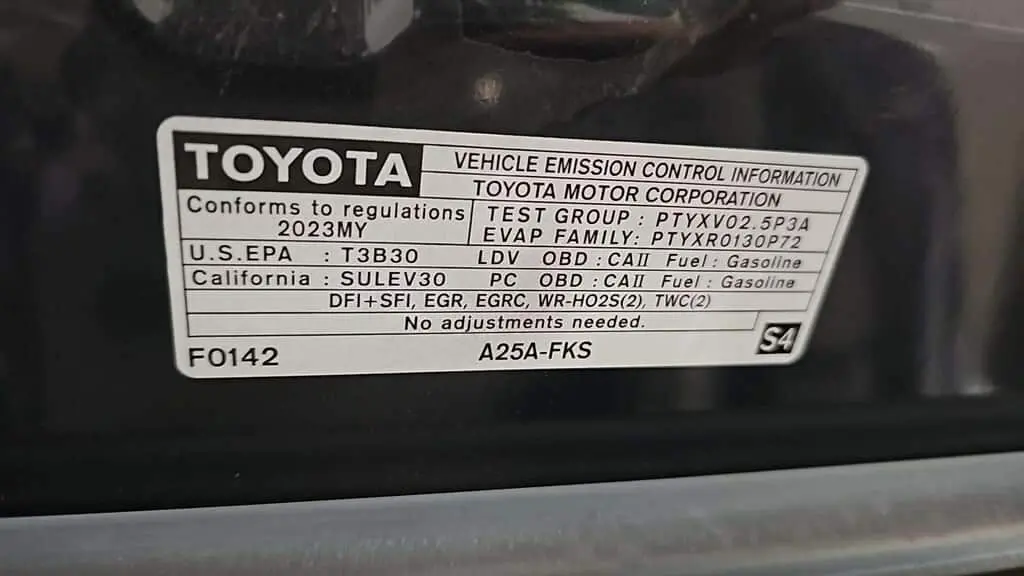 TOYOTA
VEHICLE EMISSION CONTROL INFORMATION
TOYOTA MOTOR CORPORATION
Conforms to regulations
2023MY
TEST GROUP : PTYXV02.5P3A
EVAP FAMILY: PTYXR0130P72
U.S.EPA : T3B30 LDV OBD : CAII Fuel : Gasoline
California : SULEV30 PC OBD : CAII Fuel : Gasoline
DFI+SFI, EGR, EGRC, WR-HO2S(2), TWC(2)
No adjustments needed.
F0142 A25A-FKS S4